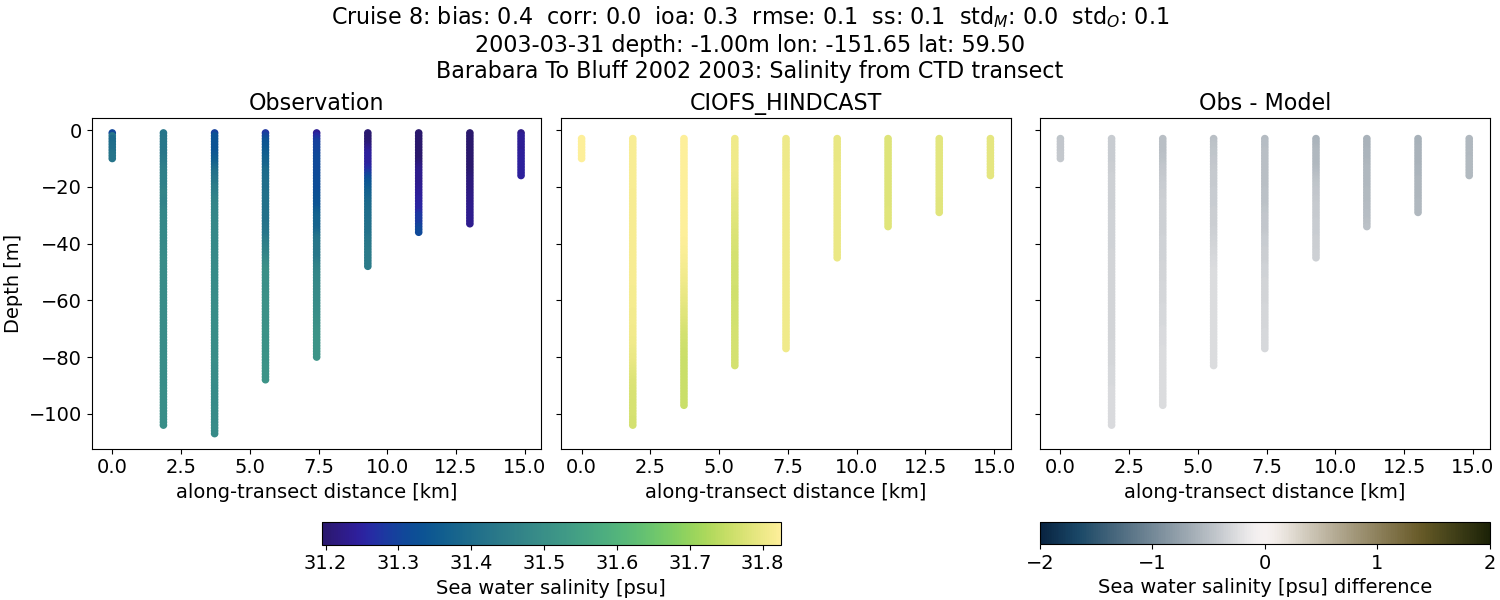 Cruise 8: bias: 0.4 corr: 0.0 ioa: 0.3 rmse: 0.1 ss: 0.1 std_M: 0.0 std_O: 0.1
2003-03-31 depth: -1.00m lon: -151.65 lat: 59.50
Barabara To Bluff 2002 2003: Salinity from CTD transect
Observation CIOFS_HINDCAST Obs - Model
Depth [m]
0
−20
−40
−60
−80
−100
0.0 2.5 5.0 7.5 10.0 12.5 15.0 0.0 2.5 5.0 7.5 10.0 12.5 15.0 0.0 2.5 5.0 7.5 10.0 12.5 15.0
along-transect distance [km] along-transect distance [km] along-transect distance [km]
31.2 31.3 31.4 31.5 31.6 31.7 31.8 −2 −1 0 1 2
Sea water salinity [psu] Sea water salinity [psu] difference